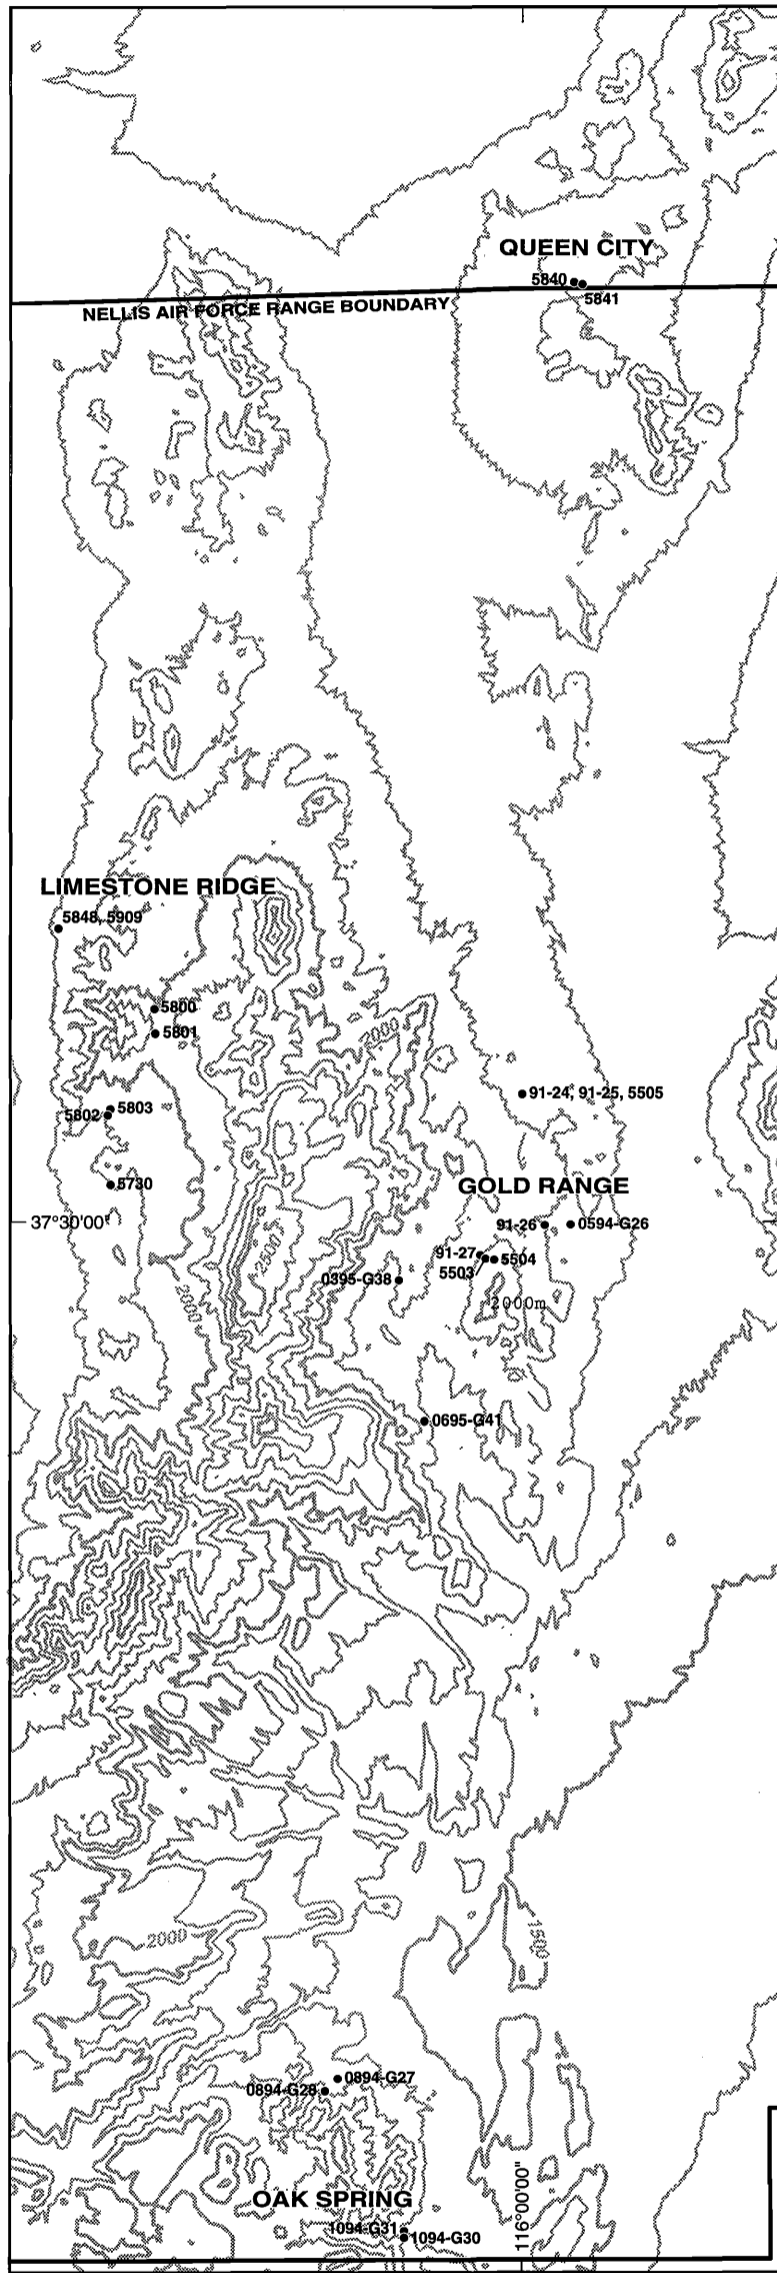 QUEEN CITY
5840
5841
NELLIS AIR FORCE RANGE BOUNDARY
LIMESTONE RIDGE
5848, 5909
5800
5801
2000
91-24, 91-25, 5505
5803
5802
5730
GOLD RANGE
37°30'00"
91-26
0594-G26
2500
91-27
5504
5503
0395-G38
2000
2000m
0695-G41
1500
2000
0894-G27
0894-G28
116°00'00"
OAK SPRING
1094-G31
1094-G30